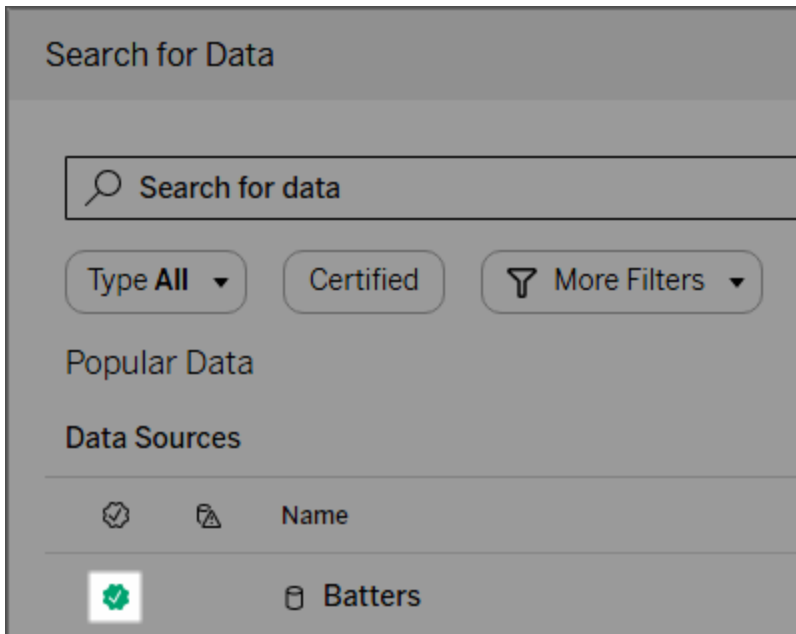 Search for Data
Search for data
Type All Certified More Filters
Popular Data
Data Sources
Name
Batters